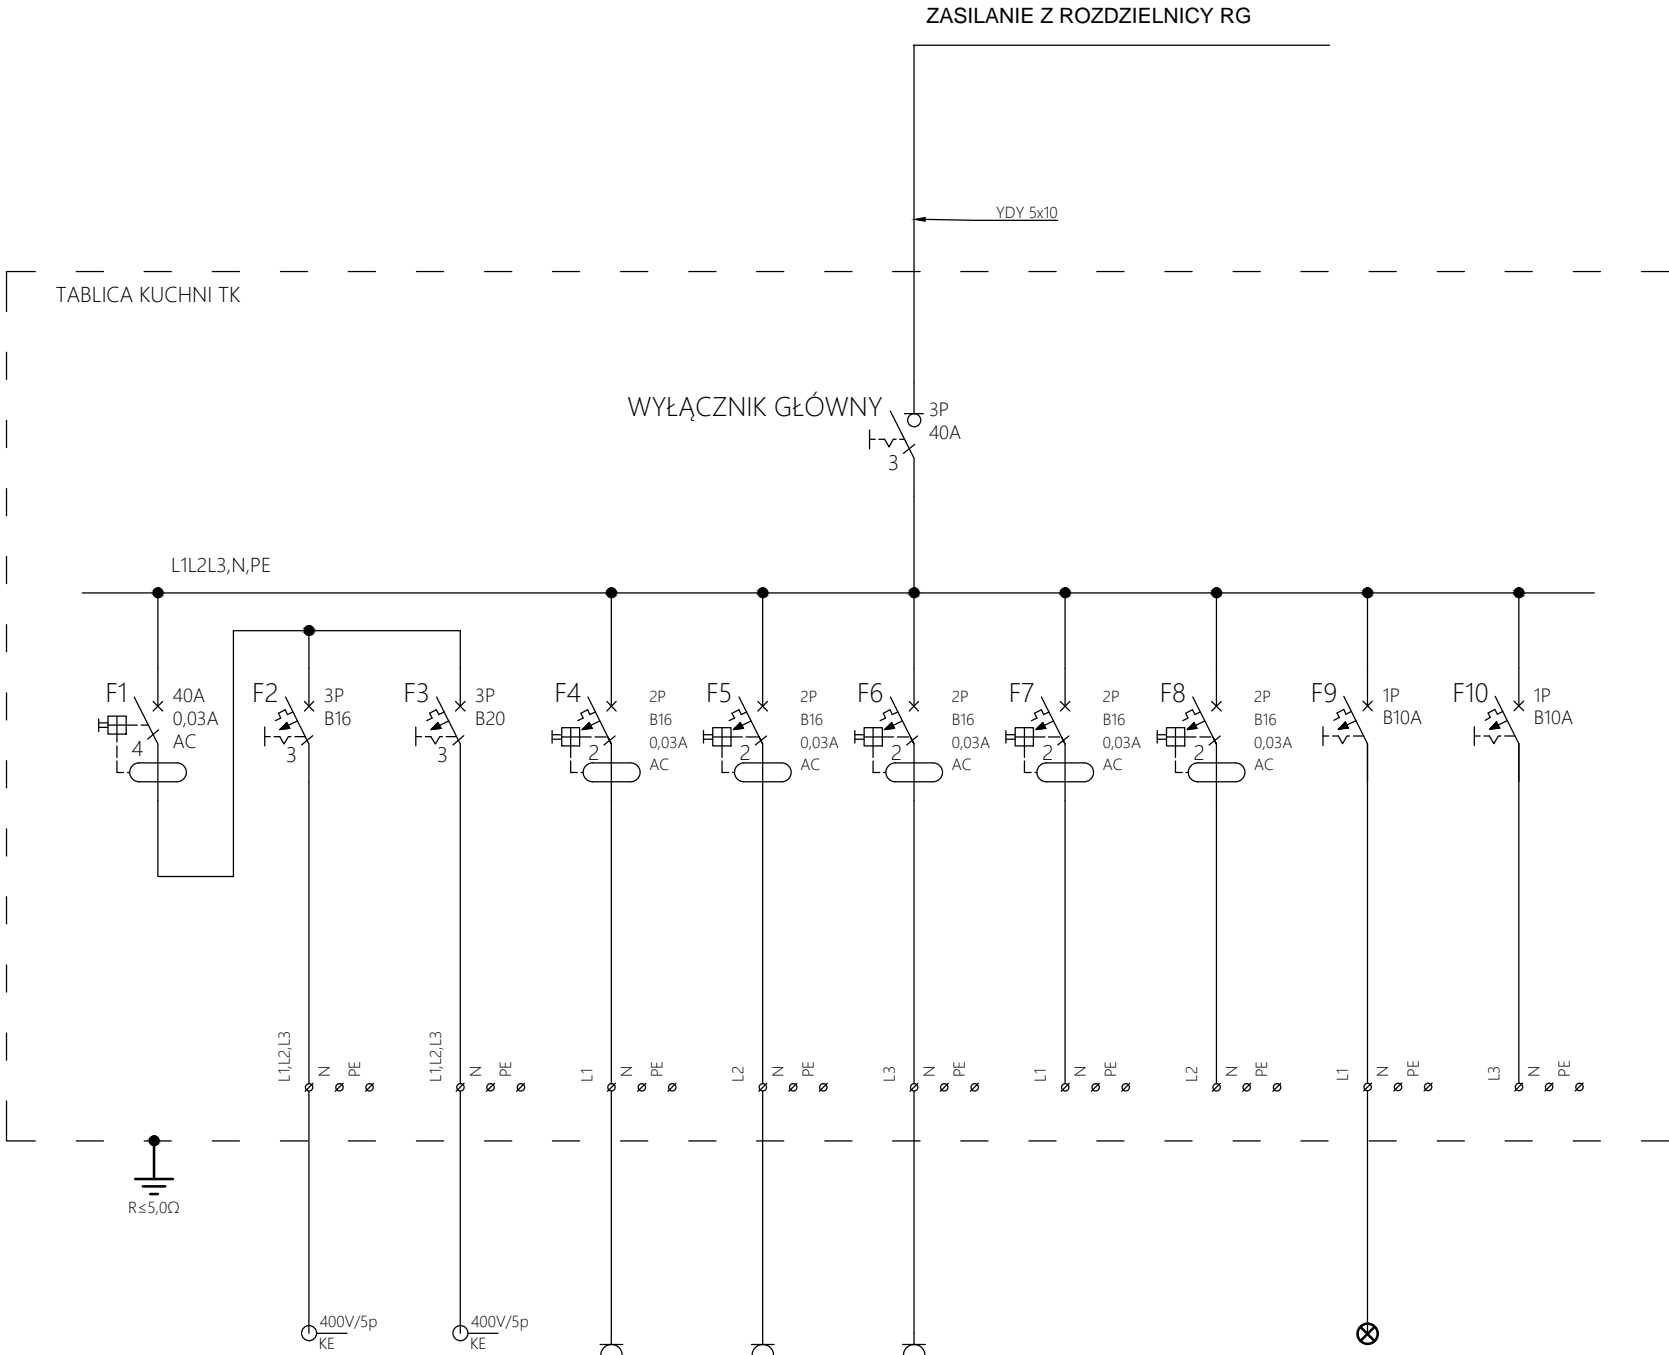 ZASILANIE Z ROZDZIELNICY RG
YDY 5x10
TABLICA KUCHNI TK
WYŁĄCZNIK GŁÓWNY
3P
40A
3
L1L2L3,N,PE
F1
40A
0,03A
AC
4
F2
3P
B16
3
F3
3P
B20
3
F4
2P
B16
0,03A
AC
2
F5
2P
B16
0,03A
AC
2
F6
2P
B16
0,03A
AC
2
F7
2P
B16
0,03A
AC
2
F8
2P
B16
0,03A
AC
2
F9
1P
B10A
F10
1P
B10A
L1,L2,L3
N
PE
L1,L2,L3
N
PE
L1
N
PE
L2
N
PE
L3
N
PE
L1
N
PE
L2
N
PE
L1
N
PE
L3
N
PE
R≤5,0Ω
400V/5p
KE
400V/5p
KE